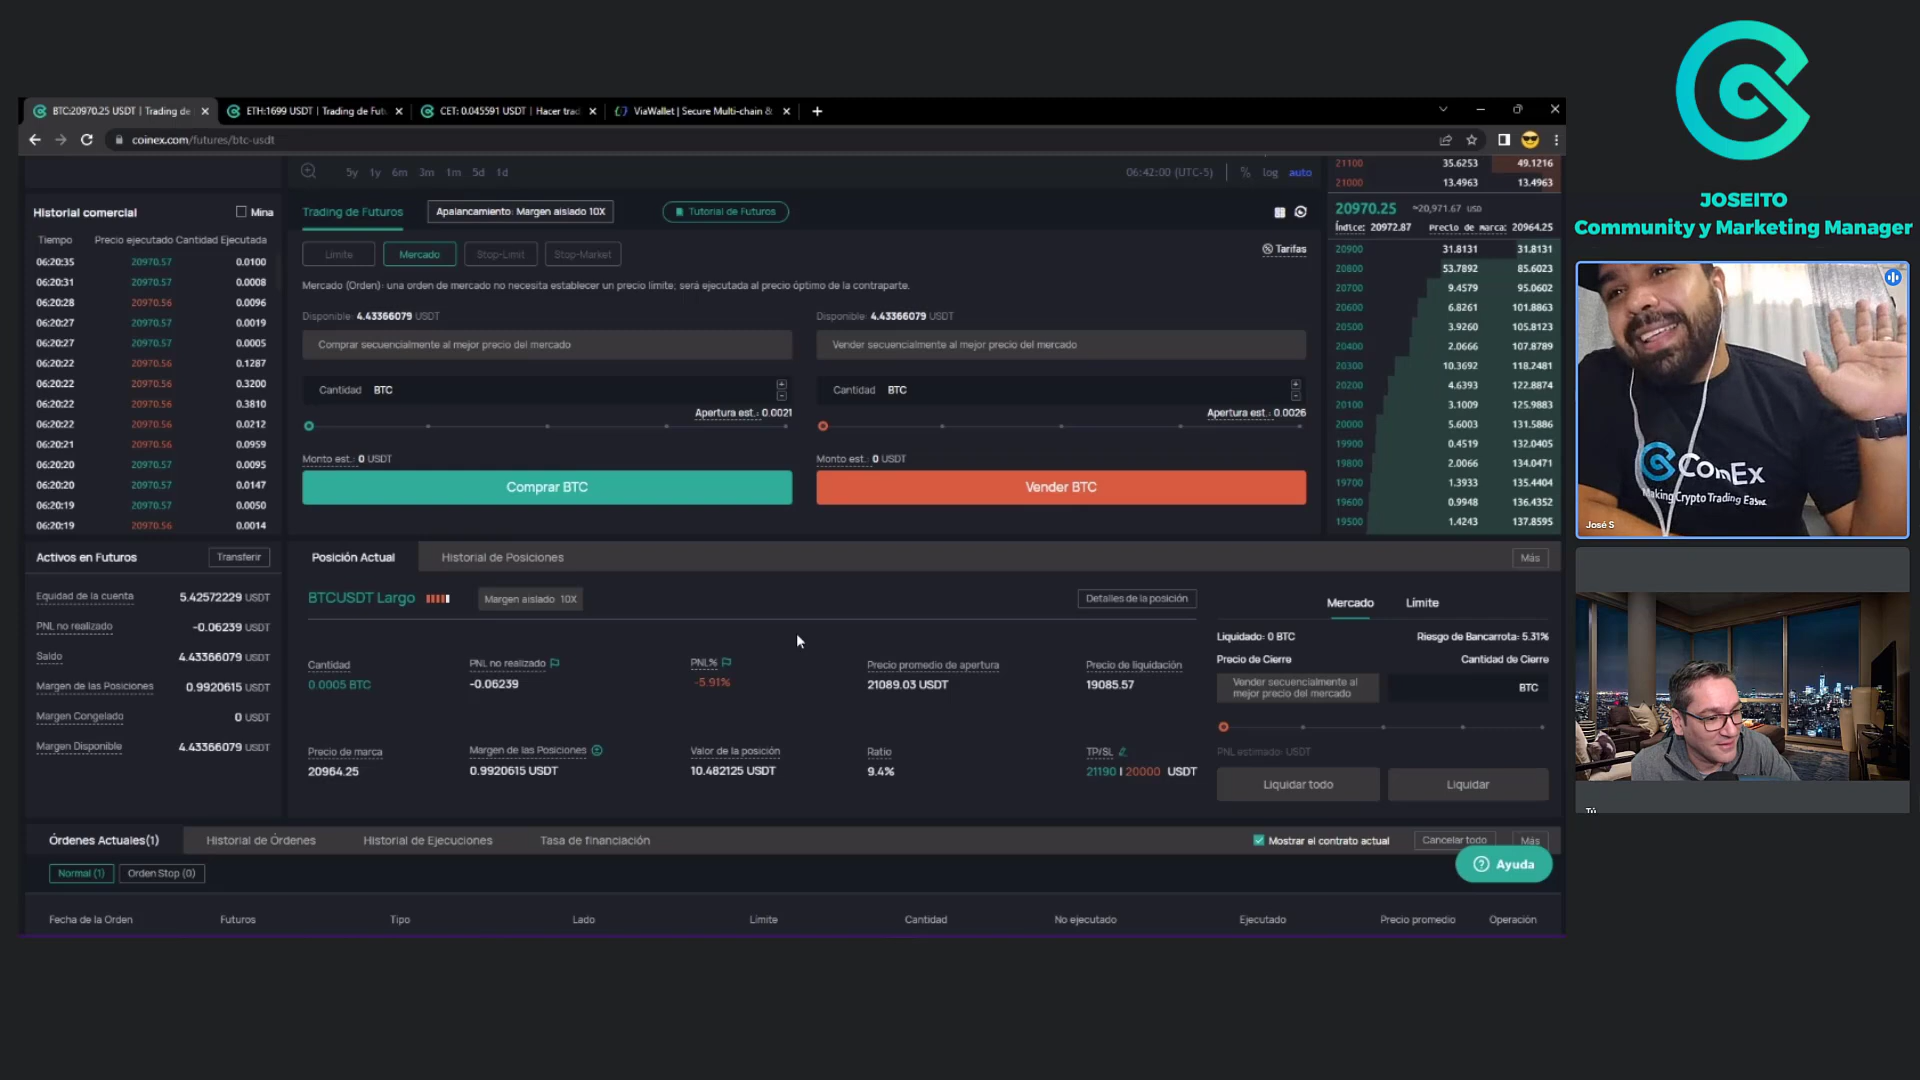 BTC:20970.25 USDT | Trading de
ETH:1699 USDT | Trading de Fut
CET: 0.045591 USDT | Hacer trad
ViaWallet | Secure Multi-chain &
coinex.com/futures/btc-usdt
5y 1y 6m 3m 1m 5d 1d
06:42:00 (UTC-5) % log auto
21100 35.6253 49.1216
21000 13.4963 13.4963
Historial comercial Mina
Tiempo Precio ejecutado Cantidad Ejecutada
06:20:35 20970.57 0.0100
06:20:31 20970.57 0.0008
06:20:28 20970.56 0.0096
06:20:27 20970.57 0.0019
06:20:27 20970.57 0.0005
06:20:22 20970.56 0.1287
06:20:22 20970.56 0.3200
06:20:22 20970.56 0.3810
06:20:22 20970.56 0.0212
06:20:21 20970.56 0.0959
06:20:20 20970.57 0.0095
06:20:20 20970.57 0.0147
06:20:19 20970.57 0.0050
06:20:19 20970.56 0.0014
Trading de Futuros Apalancamiento: Margen aislado 10X Tutorial de Futuros
Límite Mercado Stop-Limit Stop-Market Tarifas
Mercado (Orden): una orden de mercado no necesita establecer un precio límite; será ejecutada al precio óptimo de la contraparte.
Disponible: 4.43366079 USDT
Comprar secuencialmente al mejor precio del mercado
Cantidad BTC
Apertura est.: 0.0021
Monto est.: 0 USDT
Comprar BTC
Disponible: 4.43366079 USDT
Vender secuencialmente al mejor precio del mercado
Cantidad BTC
Apertura est.: 0.0026
Monto est.: 0 USDT
Vender BTC
20970.25 ≈20,971.67 USD
Índice: 20972.87 Precio de marca: 20964.25
20900 31.8131 31.8131
20800 53.7892 85.6023
20700 9.4579 95.0602
20600 6.8261 101.8863
20500 3.9260 105.8123
20400 2.0666 107.8789
20300 10.3692 118.2481
20200 4.6393 122.8874
20100 3.1009 125.9883
20000 5.6003 131.5886
19900 0.4519 132.0405
19800 2.0066 134.0471
19700 1.3933 135.4404
19600 0.9948 136.4352
19500 1.4243 137.8595
Activos en Futuros Transferir
Equidad de la cuenta 5.42572229 USDT
PNL no realizado -0.06239 USDT
Saldo 4.43366079 USDT
Margen de las Posiciones 0.9920615 USDT
Margen Congelado 0 USDT
Margen Disponible 4.43366079 USDT
Posición Actual Historial de Posiciones Más
BTCUSDT Largo Margen aislado 10X Detalles de la posición
Cantidad PNL no realizado PNL% Precio promedio de apertura Precio de liquidación
0.0005 BTC -0.06239 -5.91% 21089.03 USDT 19085.57
Precio de marca Margen de las Posiciones Valor de la posición Ratio TP/SL
20964.25 0.9920615 USDT 10.482125 USDT 9.4% 21190 | 20000 USDT
Mercado Límite
Liquidado: 0 BTC Riesgo de Bancarrota: 5.31%
Precio de Cierre Cantidad de Cierre
Vender secuencialmente al
mejor precio del mercado
BTC
PNL estimado: USDT
Liquidar todo Liquidar
Órdenes Actuales(1) Historial de Órdenes Historial de Ejecuciones Tasa de financiación Mostrar el contrato actual Cancelar todo Más
Ayuda
Normal (1) Orden Stop (0)
Fecha de la Orden Futuros Tipo Lado Límite Cantidad No ejecutado Ejecutado Precio promedio Operación
JOSEITO
Community y Marketing Manager
CoinEx
Making Crypto Trading Easier
José S
Tú